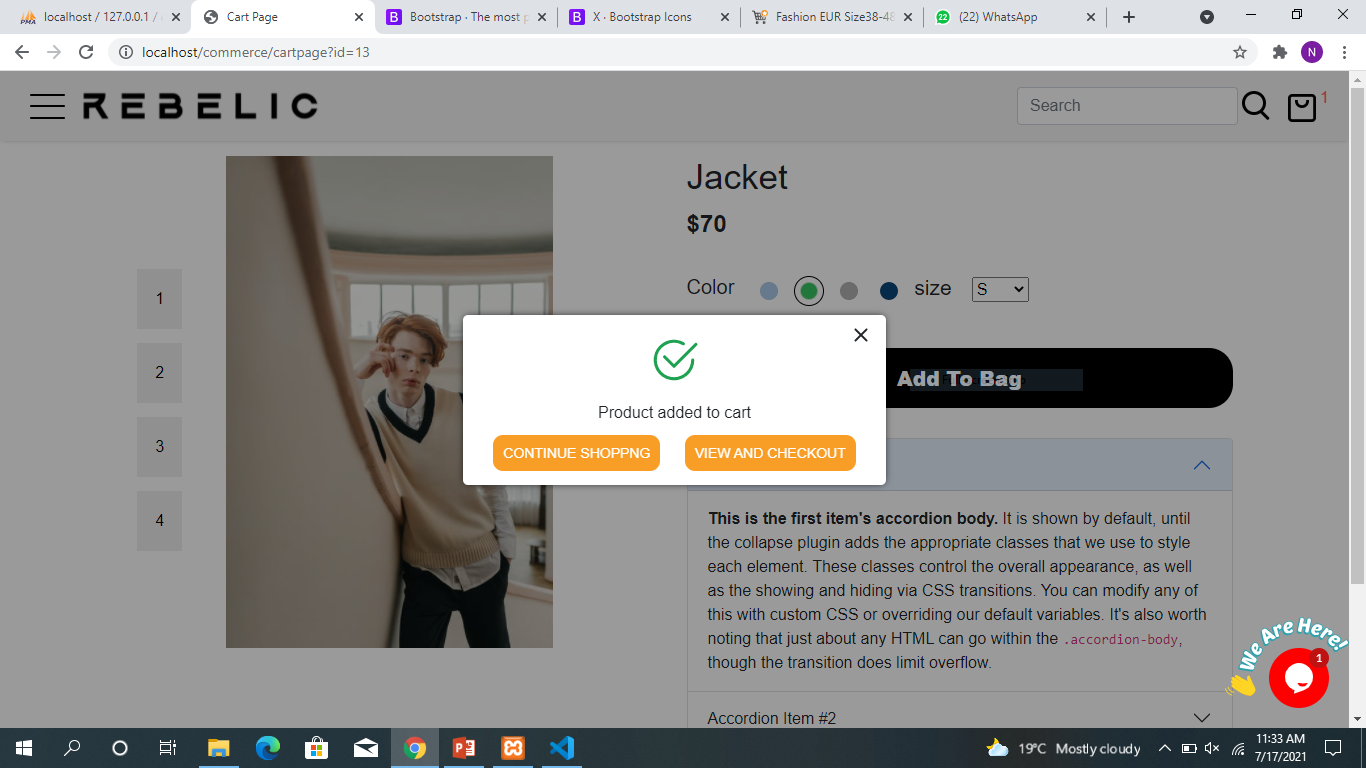 localhost / 127.0.0.1 /
Cart Page
Bootstrap · The most p
X · Bootstrap Icons
Fashion EUR Size38-48
(22) WhatsApp
localhost/commerce/cartpage?id=13
N
REBELIC
Search
1
Jacket
$70
Color
size
S
1
2
3
4
Add To Bag
Product added to cart
CONTINUE SHOPPNG
VIEW AND CHECKOUT
This is the first item's accordion body. It is shown by default, until
the collapse plugin adds the appropriate classes that we use to style
each element. These classes control the overall appearance, as well
as the showing and hiding via CSS transitions. You can modify any of
this with custom CSS or overriding our default variables. It's also worth
noting that just about any HTML can go within the .accordion-body,
though the transition does limit overflow.
Accordion Item #2
We Are Here!
1
19°C Mostly cloudy
11:33 AM
7/17/2021